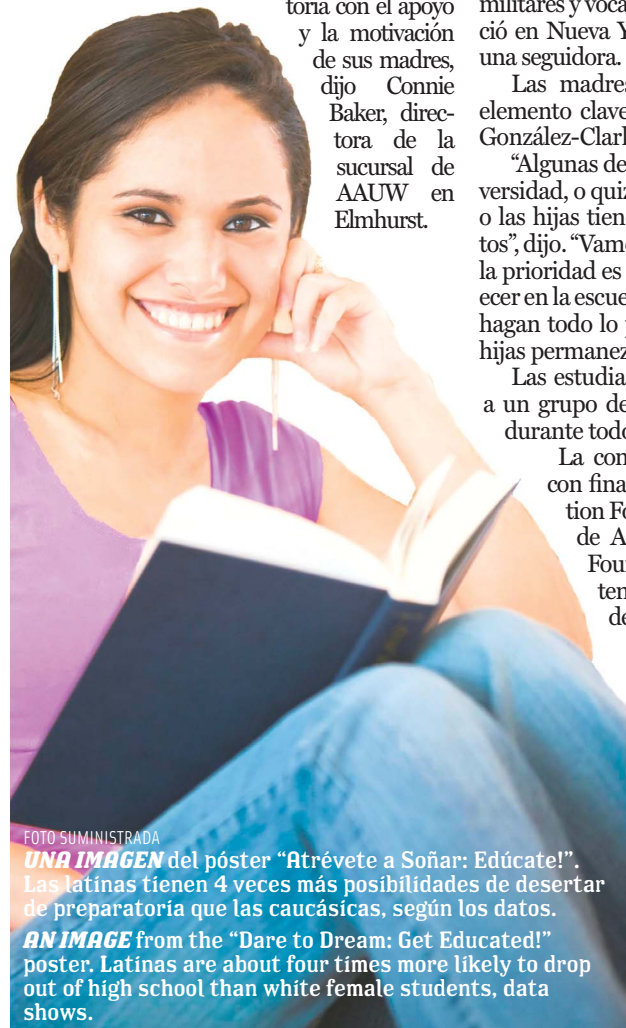 toria con el apoyo
y la motivación
de sus madres,
dijo Connie
Baker, direc-
tora de la
sucursal de
AAUW en
Elmhurst.
militares y voca
ció en Nueva Y
una seguidora.
Las madres
elemento clave
González-Clarl
“Algunas de
versidad, o quiz
o las hijas tien
tos”, dijo. “Vamo
la prioridad es
ecer en la escue
hagan todo lo p
hijas permanez
Las estudia
a un grupo de
durante todo
La con
con fina
tion Fo
de A
Four
ten
de
FOTO SUMINISTRADA
UNA IMAGEN del póster “Atrévete a Soñar: Edúcate!”.
Las latinas tienen 4 veces más posibilidades de desertar
de preparatoria que las caucásicas, según los datos.
AN IMAGE from the “Dare to Dream: Get Educated!”
poster. Latinas are about four times more likely to drop
out of high school than white female students, data
shows.